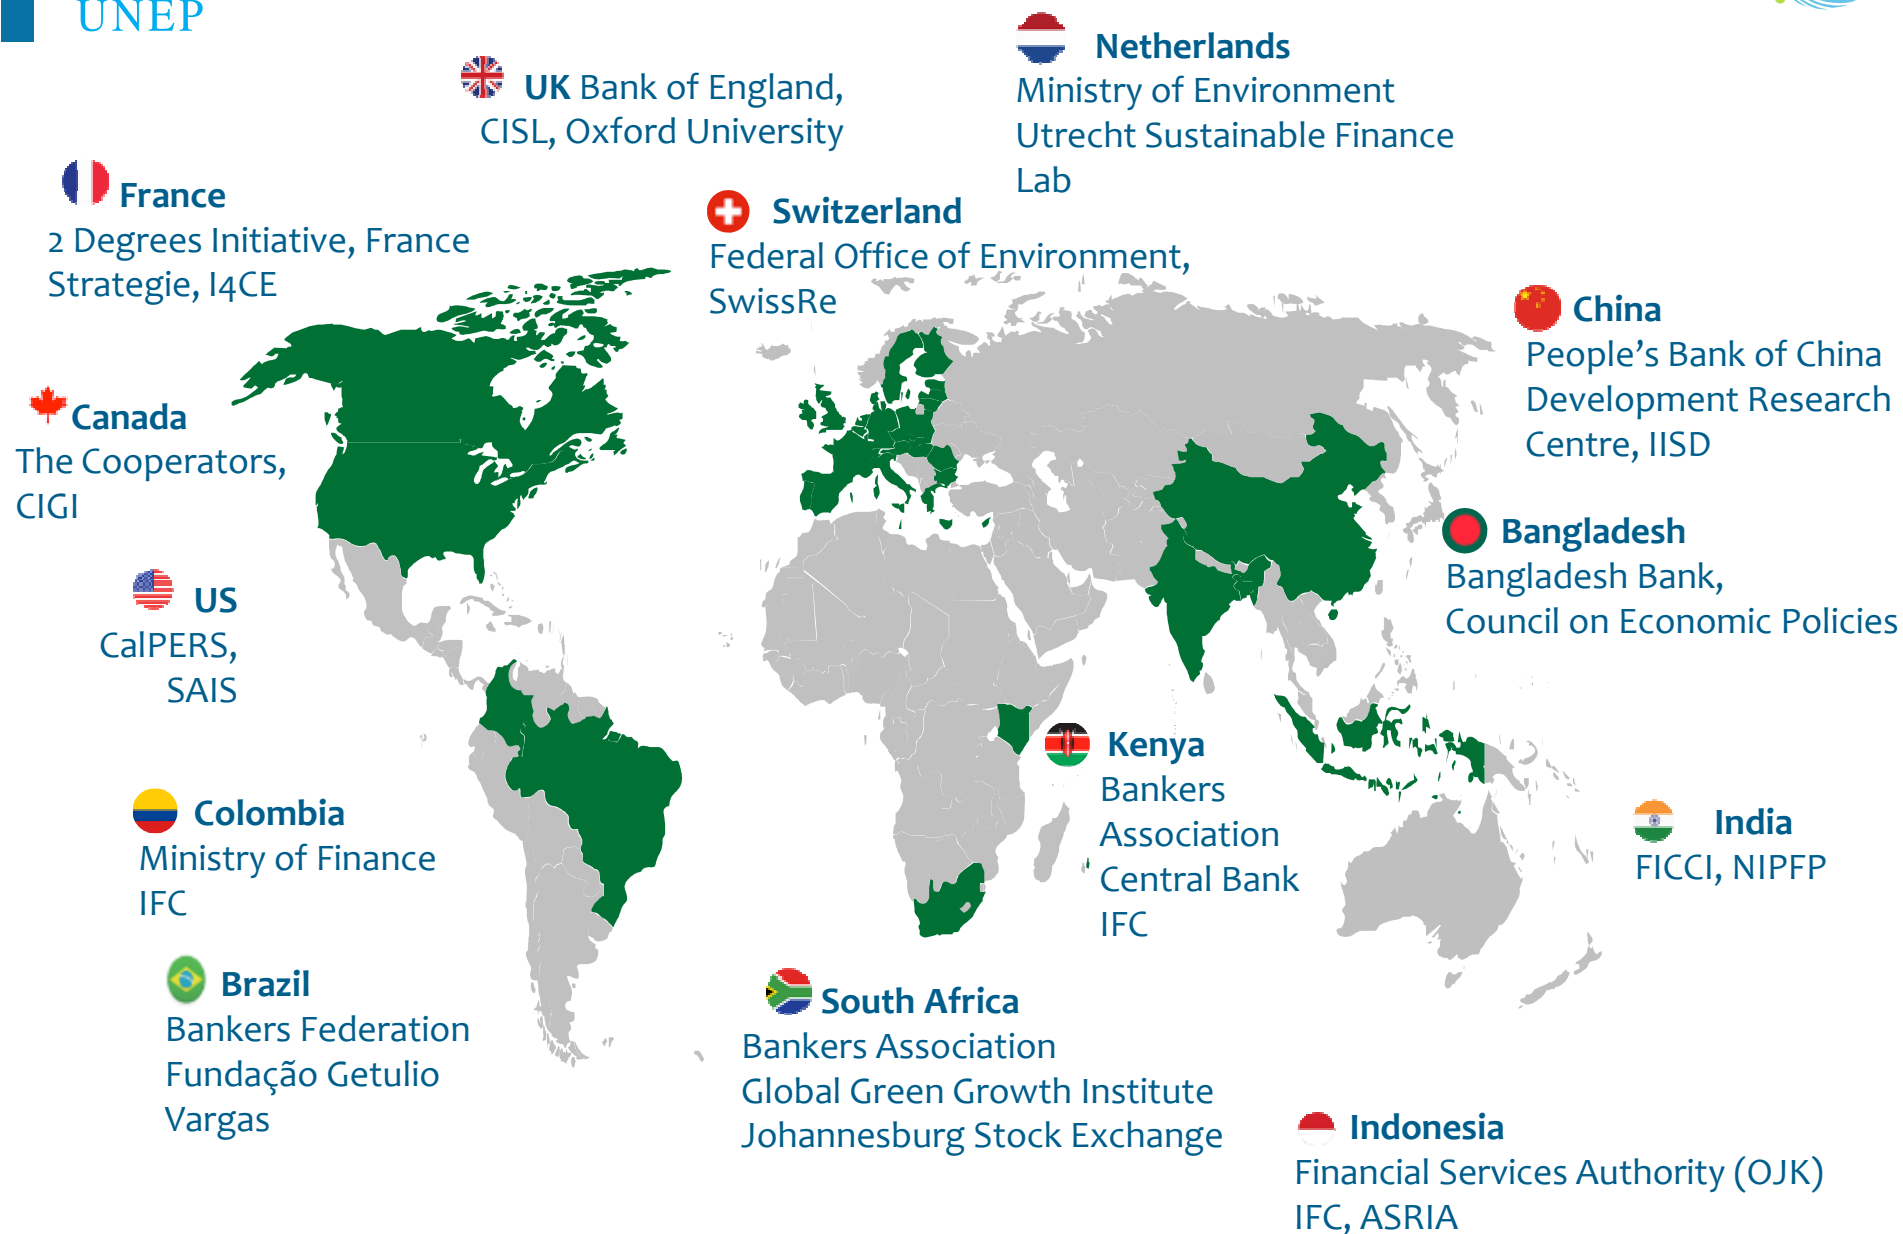 UNEP
UK Bank of England,
CISL, Oxford University
Netherlands
Ministry of Environment
Utrecht Sustainable Finance
Lab
France
2 Degrees Initiative, France
Strategie, I4CE
Switzerland
Federal Office of Environment,
SwissRe
China
People’s Bank of China
Development Research
Centre, IISD
Canada
The Cooperators,
CIGI
Bangladesh
Bangladesh Bank,
Council on Economic Policies
US
CalPERS,
SAIS
Kenya
Bankers
Association
Central Bank
IFC
Colombia
Ministry of Finance
IFC
India
FICCI, NIPFP
Brazil
Bankers Federation
Fundação Getulio
Vargas
South Africa
Bankers Association
Global Green Growth Institute
Johannesburg Stock Exchange
Indonesia
Financial Services Authority (OJK)
IFC, ASRIA